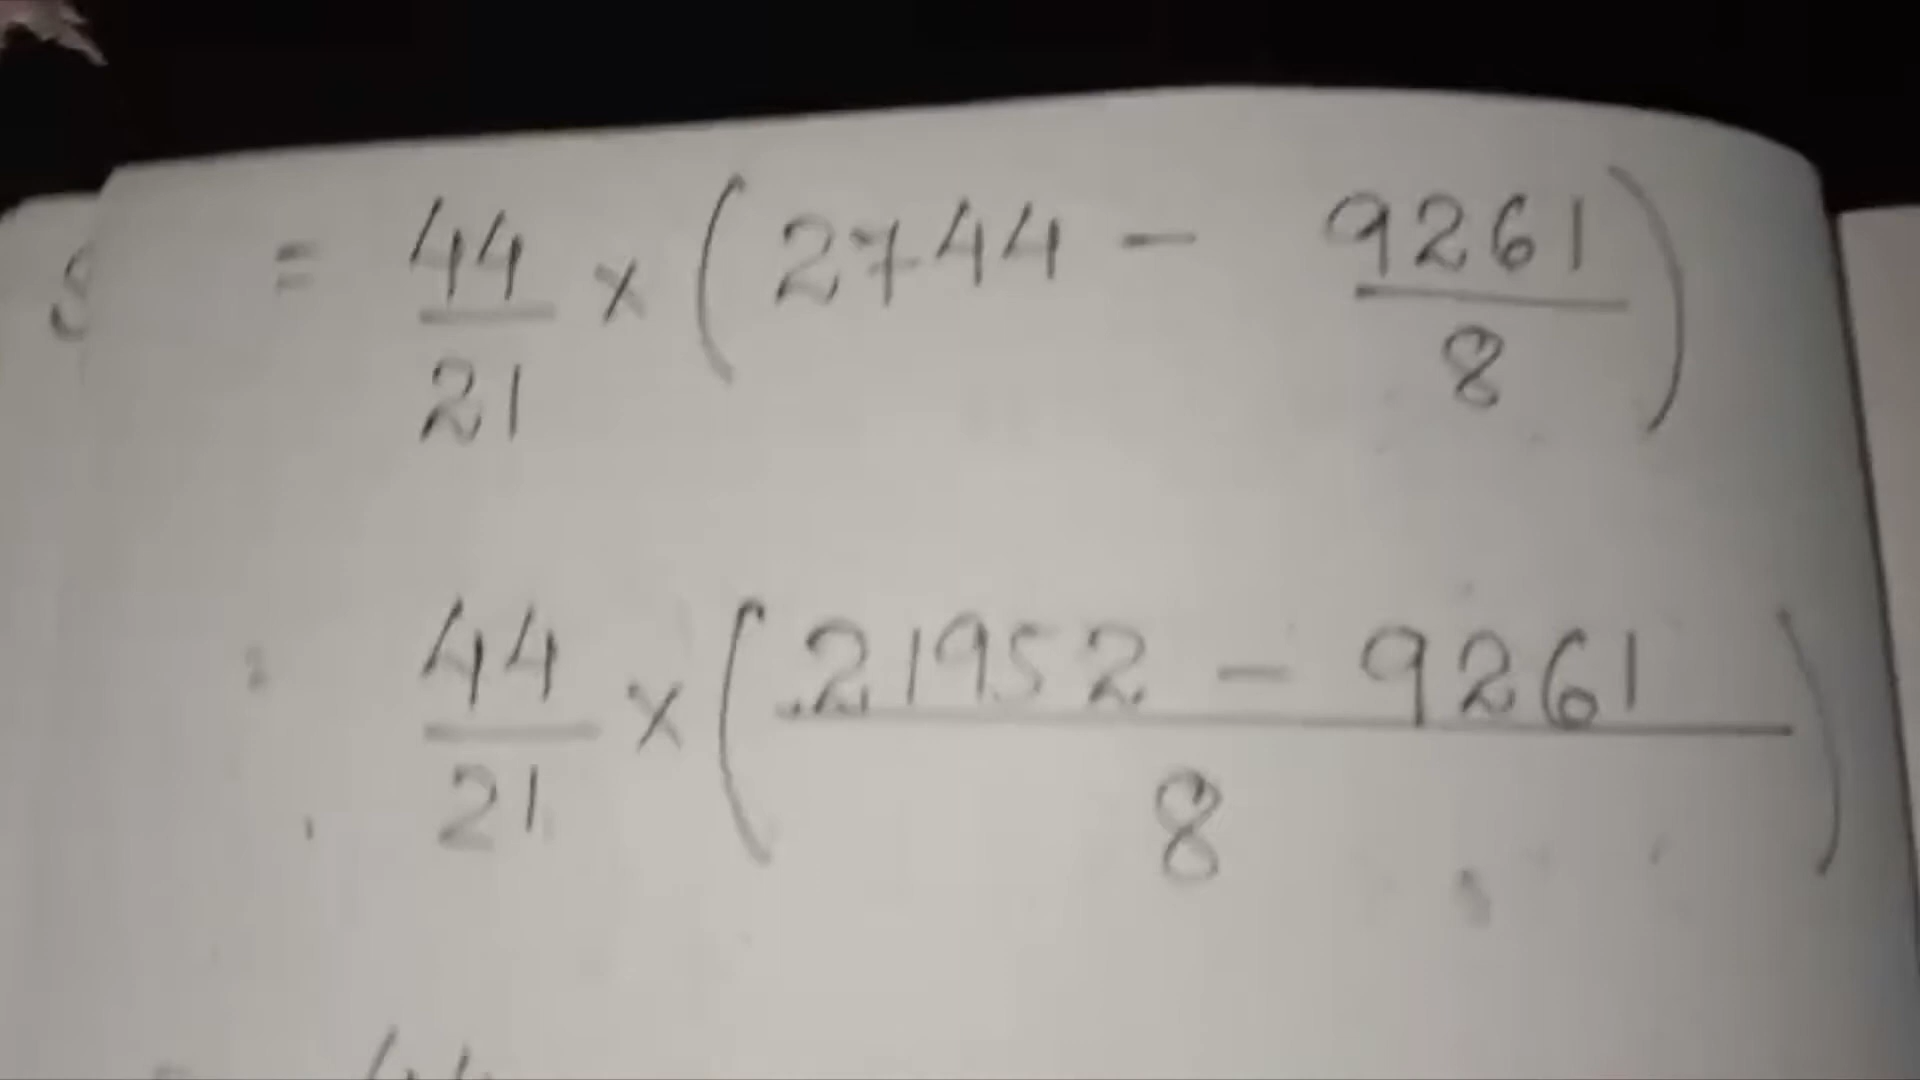 = 44/21 × (2744 - 9261/8)
= 44/21 × (21952 - 9261 / 8)